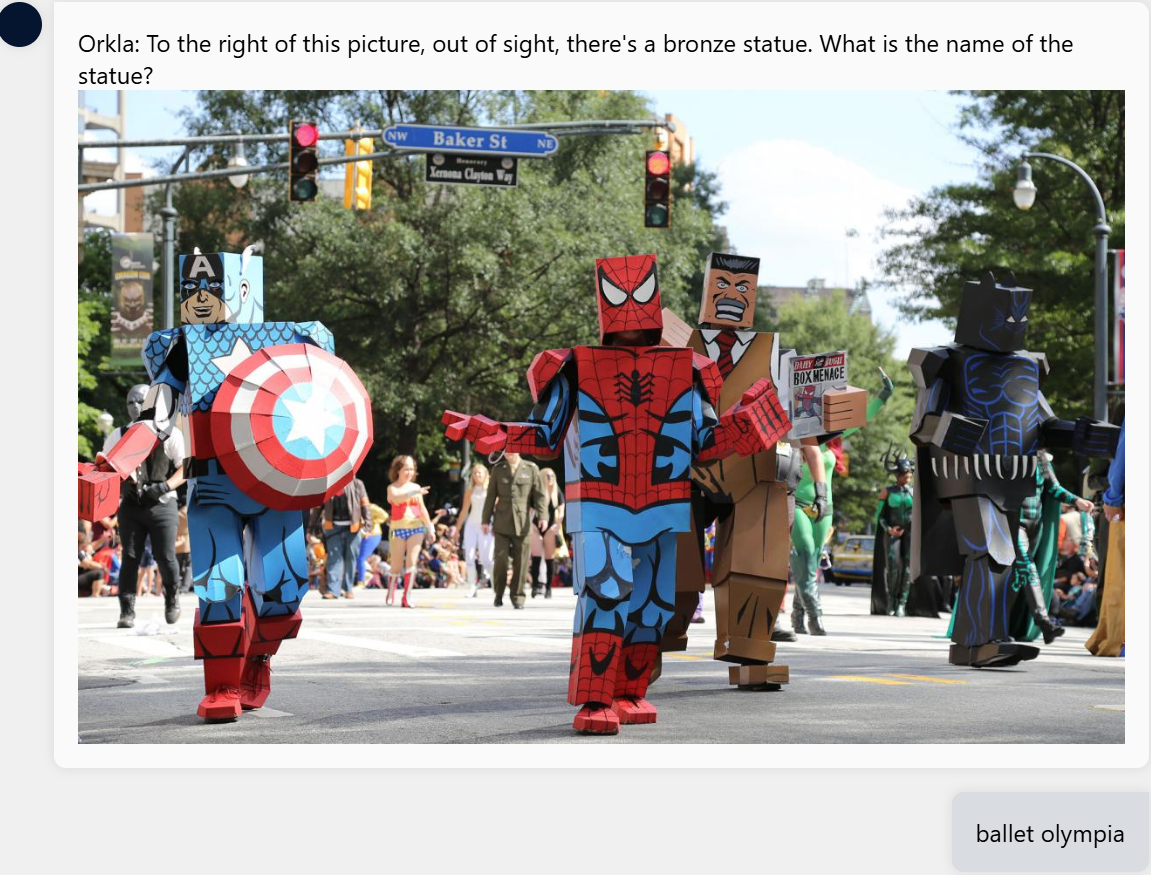 Orkla: To the right of this picture, out of sight, there's a bronze statue. What is the name of the
statue?
NW Baker St NE
Honorary
Xernona Clayton Way
A
DAILY BUGLE
BOX MENACE
ballet olympia